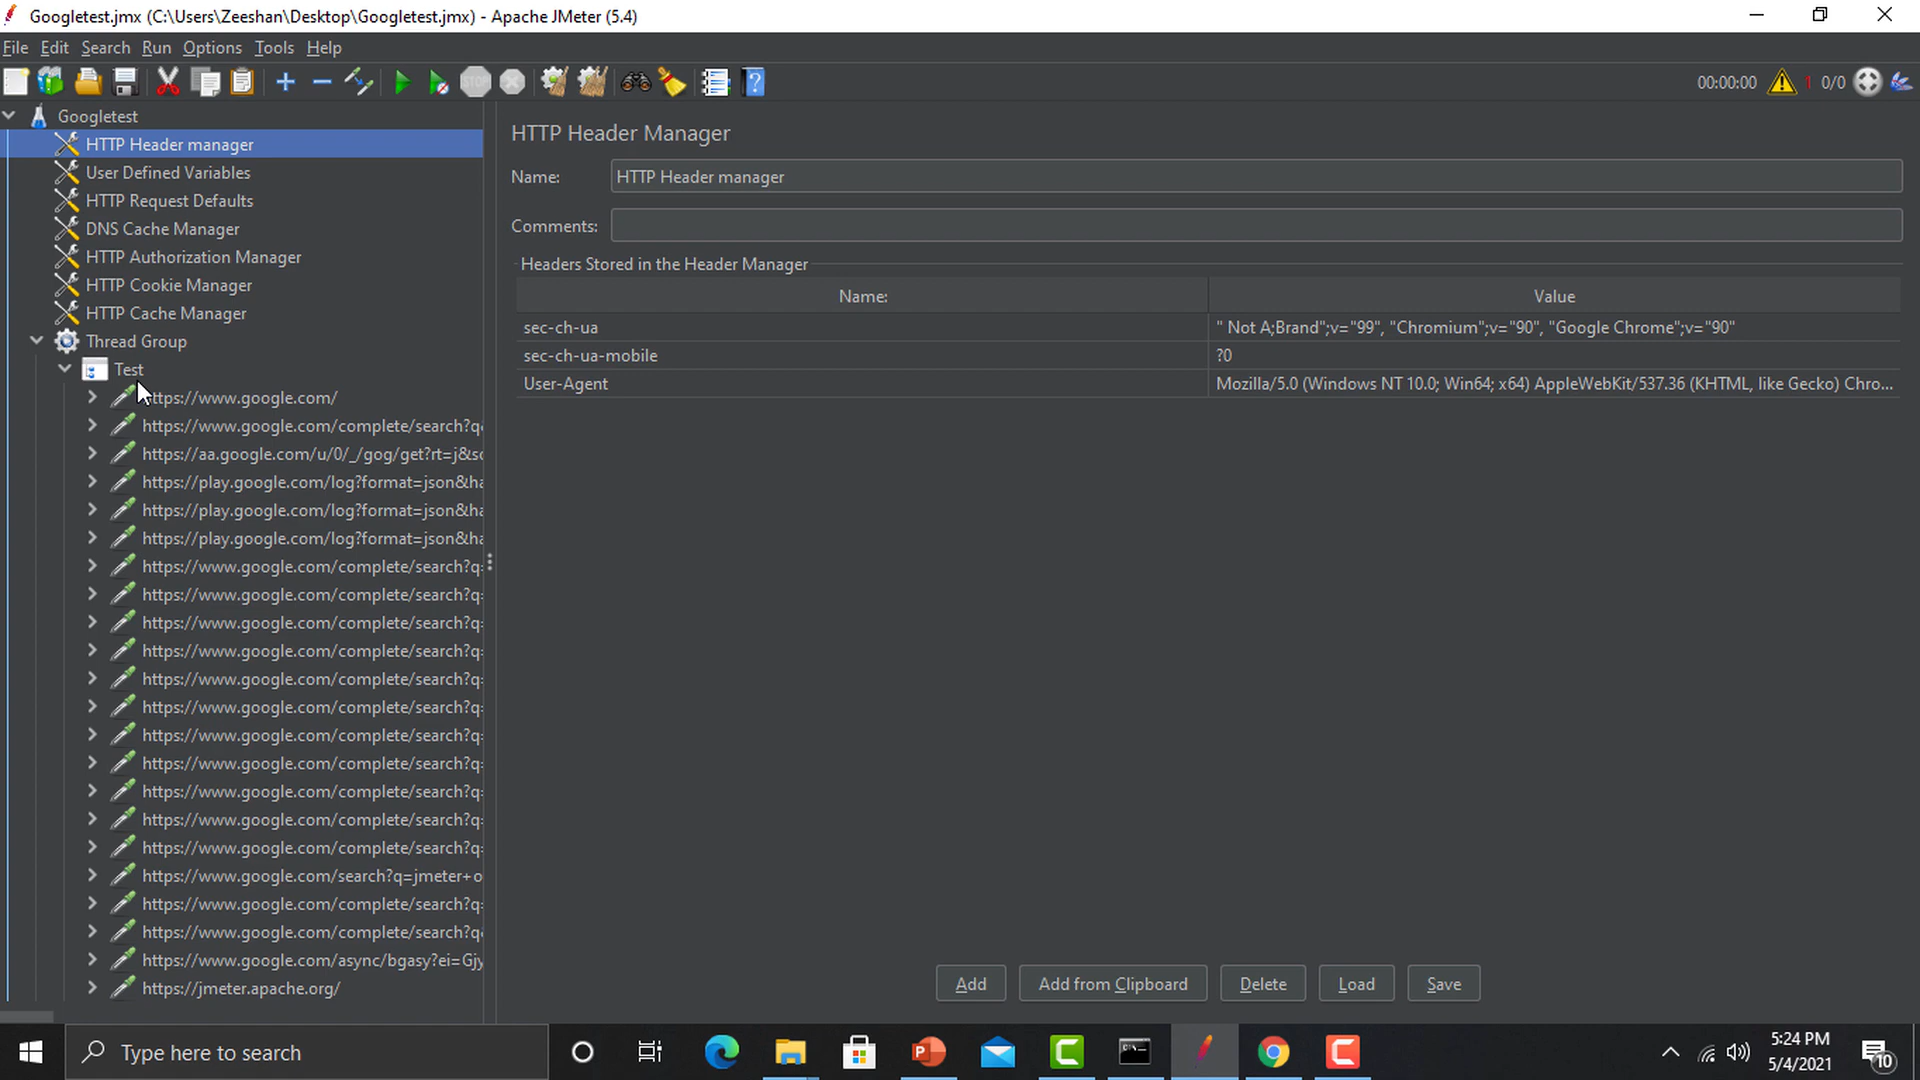 Googletest.jmx (C:\Users\Zeeshan\Desktop\Googletest.jmx) - Apache JMeter (5.4)
File Edit Search Run Options Tools Help
STOP 00:00:00 1 0/0
Googletest
HTTP Header manager
User Defined Variables
HTTP Request Defaults
DNS Cache Manager
HTTP Authorization Manager
HTTP Cookie Manager
HTTP Cache Manager
Thread Group
Test
ttps://www.google.com/
https://www.google.com/complete/search?q
https://aa.google.com/u/0/_/gog/get?rt=j&s
https://play.google.com/log?format=json&ha
https://play.google.com/log?format=json&ha
https://play.google.com/log?format=json&ha
https://www.google.com/complete/search?q=
https://www.google.com/complete/search?q=
https://www.google.com/complete/search?q=
https://www.google.com/complete/search?q=
https://www.google.com/complete/search?q=
https://www.google.com/complete/search?q=
https://www.google.com/complete/search?q=
https://www.google.com/complete/search?q=
https://www.google.com/complete/search?q=
https://www.google.com/complete/search?q=
https://www.google.com/complete/search?q=
https://www.google.com/search?q=jmeter+o
https://www.google.com/complete/search?q=
https://www.google.com/complete/search?q
https://www.google.com/async/bgasy?ei=Gjy
https://jmeter.apache.org/
HTTP Header Manager
Name: HTTP Header manager
Comments:
Headers Stored in the Header Manager
Name: Value
sec-ch-ua " Not A;Brand";v="99", "Chromium";v="90", "Google Chrome";v="90"
sec-ch-ua-mobile ?0
User-Agent Mozilla/5.0 (Windows NT 10.0; Win64; x64) AppleWebKit/537.36 (KHTML, like Gecko) Chro...
Add Add from Clipboard Delete Load Save
Type here to search
5:24 PM
5/4/2021
10